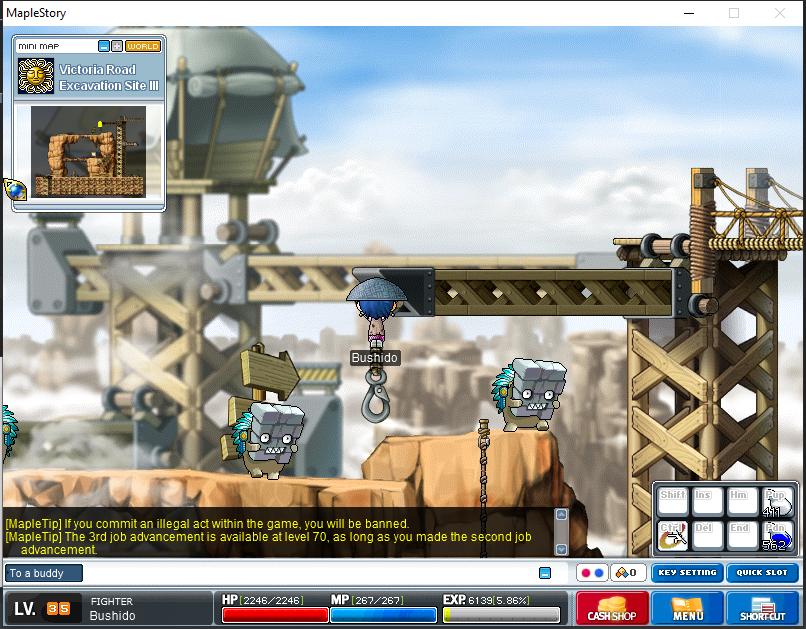 MapleStory
MINI MAP
WORLD
Victoria Road
Excavation Site III
Bushido
Shift Ins Hm Pup
411
Ctrl Del End Pdn
562
[MapleTip] If you commit an illegal act within the game, you will be banned.
[MapleTip] The 3rd job advancement is available at level 70, as long as you made the second job
advancement.
To a buddy
0
KEY SETTING
QUICK SLOT
LV. 35
FIGHTER
Bushido
HP[2246/2246]
MP[267/267]
EXP. 6139[5.86%]
CASH SHOP
MENU
SHORT CUT